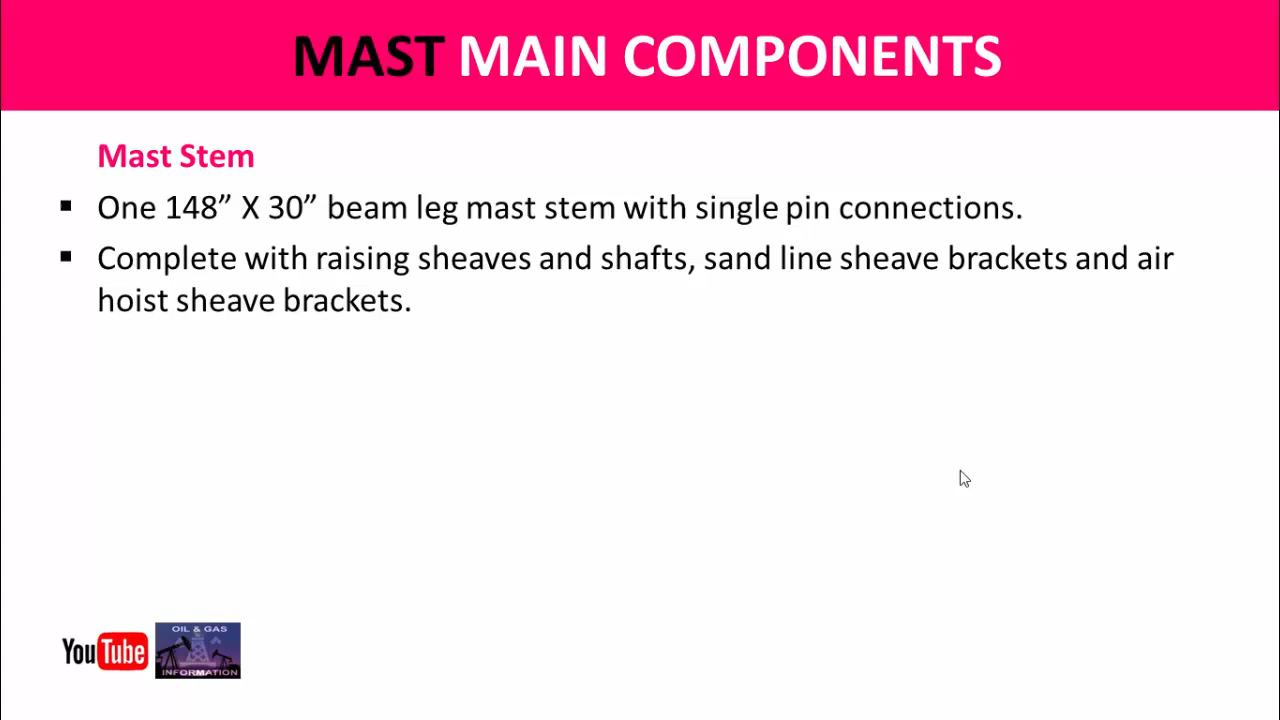 MAST MAIN COMPONENTS
Mast Stem
▪ One 148” X 30” beam leg mast stem with single pin connections.
▪ Complete with raising sheaves and shafts, sand line sheave brackets and air
hoist sheave brackets.
YouTube
OIL & GAS
INFORMATION